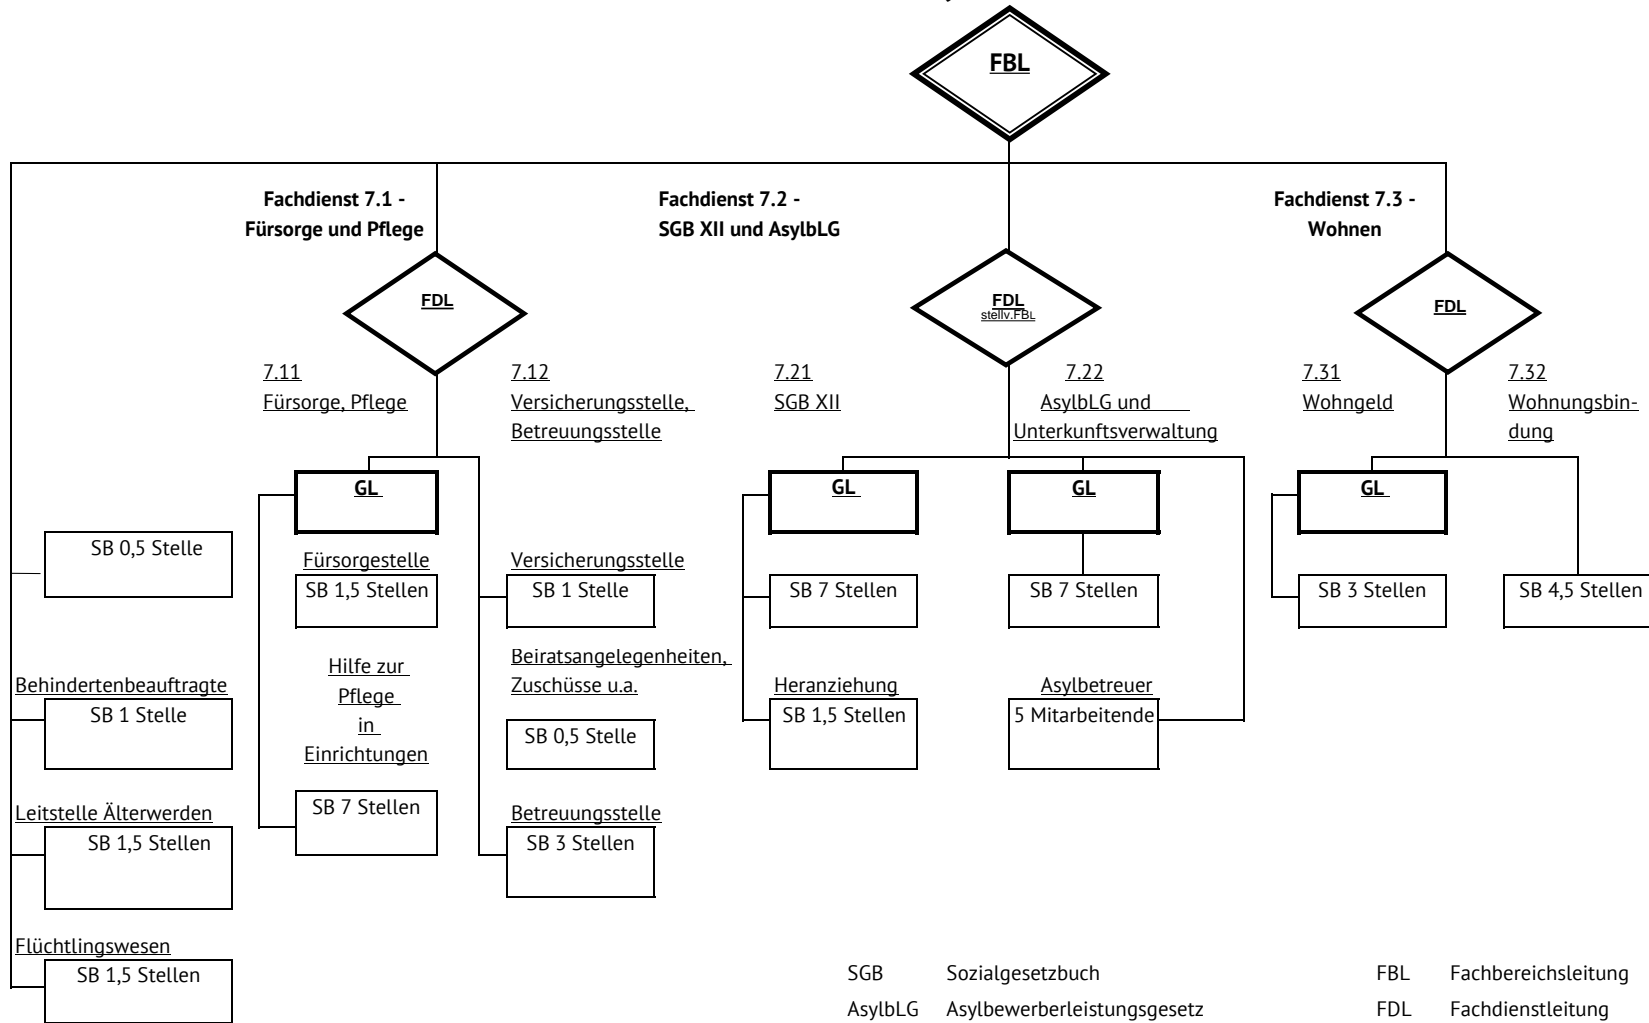 FBL
Fachdienst 7.1 -
Fürsorge und Pflege
Fachdienst 7.2 -
SGB XII und AsylbLG
Fachdienst 7.3 -
Wohnen
FDL
FDL
stellv.FBL
FDL
7.11
Fürsorge, Pflege
7.12
Versicherungsstelle,
Betreuungsstelle
7.21
SGB XII
7.22
AsylbLG und
Unterkunftsverwaltung
7.31
Wohngeld
7.32
Wohnungsbin-
dung
GL
GL
GL
GL
SB 0,5 Stelle
Behindertenbeauftragte
SB 1 Stelle
Leitstelle Älterwerden
SB 1,5 Stellen
Flüchtlingswesen
SB 1,5 Stellen
Fürsorgestelle
SB 1,5 Stellen
Hilfe zur
Pflege
in
Einrichtungen
SB 7 Stellen
Versicherungsstelle
SB 1 Stelle
Beiratsangelegenheiten,
Zuschüsse u.a.
SB 0,5 Stelle
Betreuungsstelle
SB 3 Stellen
SB 7 Stellen
Heranziehung
SB 1,5 Stellen
SB 7 Stellen
Asylbetreuer
5 Mitarbeitende
SB 3 Stellen
SB 4,5 Stellen
SGB Sozialgesetzbuch
AsylbLG Asylbewerberleistungsgesetz
FBL Fachbereichsleitung
FDL Fachdienstleitung